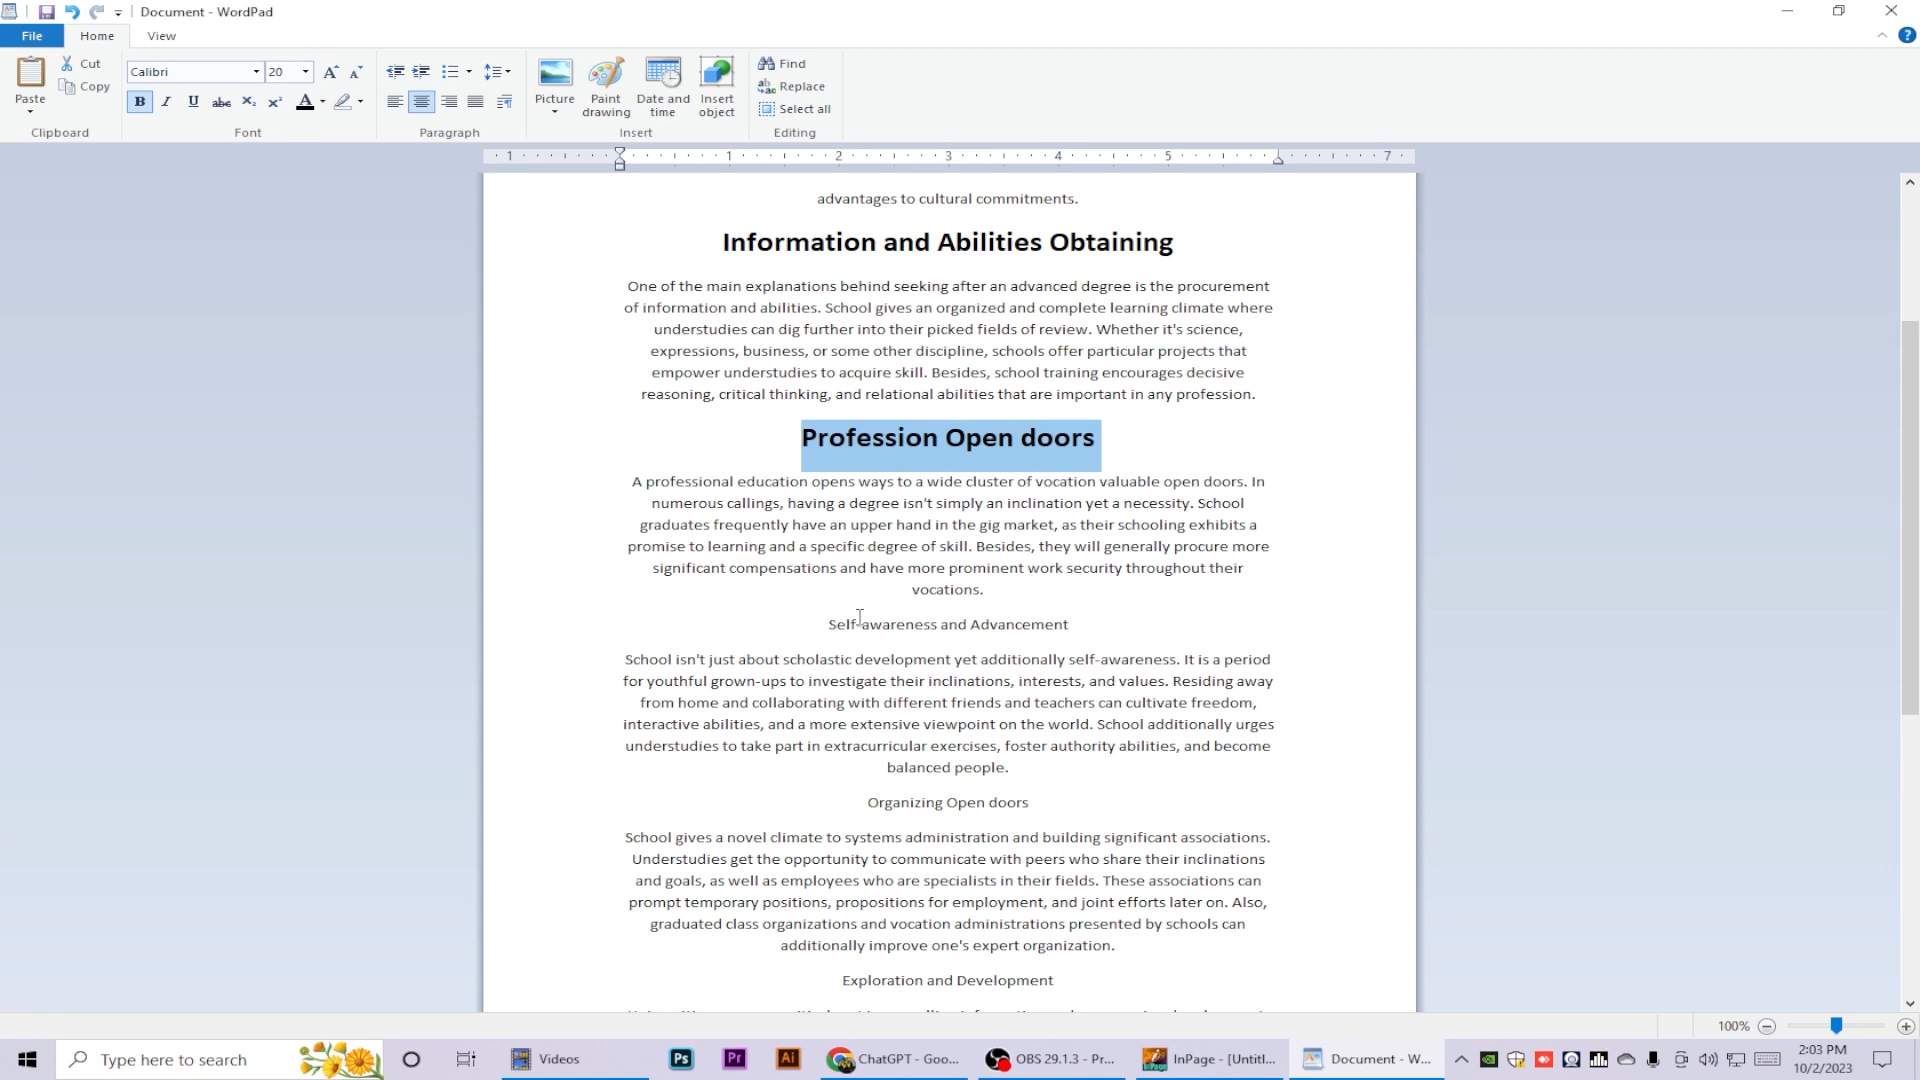 Document - WordPad
File Home View
Paste
Cut
Copy
Clipboard
Calibri 20
B I U abc X₂ X² A
Font
Paragraph
Picture
Paint drawing
Date and time
Insert object
Insert
Find
Replace
Select all
Editing
1 1 2 3 4 5 7
advantages to cultural commitments.
Information and Abilities Obtaining
One of the main explanations behind seeking after an advanced degree is the procurement
of information and abilities. School gives an organized and complete learning climate where
understudies can dig further into their picked fields of review. Whether it's science,
expressions, business, or some other discipline, schools offer particular projects that
empower understudies to acquire skill. Besides, school training encourages decisive
reasoning, critical thinking, and relational abilities that are important in any profession.
Profession Open doors
A professional education opens ways to a wide cluster of vocation valuable open doors. In
numerous callings, having a degree isn't simply an inclination yet a necessity. School
graduates frequently have an upper hand in the gig market, as their schooling exhibits a
promise to learning and a specific degree of skill. Besides, they will generally procure more
significant compensations and have more prominent work security throughout their
vocations.
Self-awareness and Advancement
School isn't just about scholastic development yet additionally self-awareness. It is a period
for youthful grown-ups to investigate their inclinations, interests, and values. Residing away
from home and collaborating with different friends and teachers can cultivate freedom,
interactive abilities, and a more extensive viewpoint on the world. School additionally urges
understudies to take part in extracurricular exercises, foster authority abilities, and become
balanced people.
Organizing Open doors
School gives a novel climate to systems administration and building significant associations.
Understudies get the opportunity to communicate with peers who share their inclinations
and goals, as well as employees who are specialists in their fields. These associations can
prompt temporary positions, propositions for employment, and joint efforts later on. Also,
graduated class organizations and vocation administrations presented by schools can
additionally improve one's expert organization.
Exploration and Development
100%
Type here to search
Videos
Ps
Pr
Ai
ChatGPT - Goo...
OBS 29.1.3 - Pr...
InPage - [Untitl...
Document - W...
2:03 PM
10/2/2023